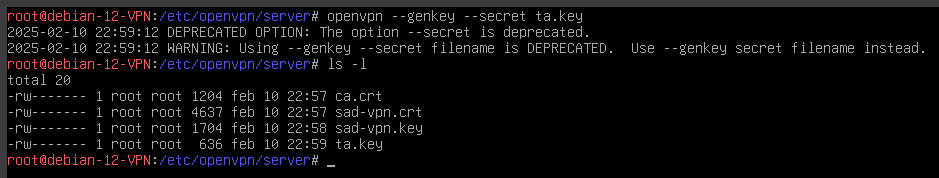 root@debian-12-VPN:/etc/openvpn/server# openvpn --genkey --secret ta.key
2025-02-10 22:59:12 DEPRECATED OPTION: The option --secret is deprecated.
2025-02-10 22:59:12 WARNING: Using --genkey --secret filename is DEPRECATED.  Use --genkey secret filename instead.
root@debian-12-VPN:/etc/openvpn/server# ls -l
total 20
-rw------- 1 root root 1204 feb 10 22:57 ca.crt
-rw------- 1 root root 4637 feb 10 22:57 sad-vpn.crt
-rw------- 1 root root 1704 feb 10 22:58 sad-vpn.key
-rw------- 1 root root  636 feb 10 22:59 ta.key
root@debian-12-VPN:/etc/openvpn/server# _